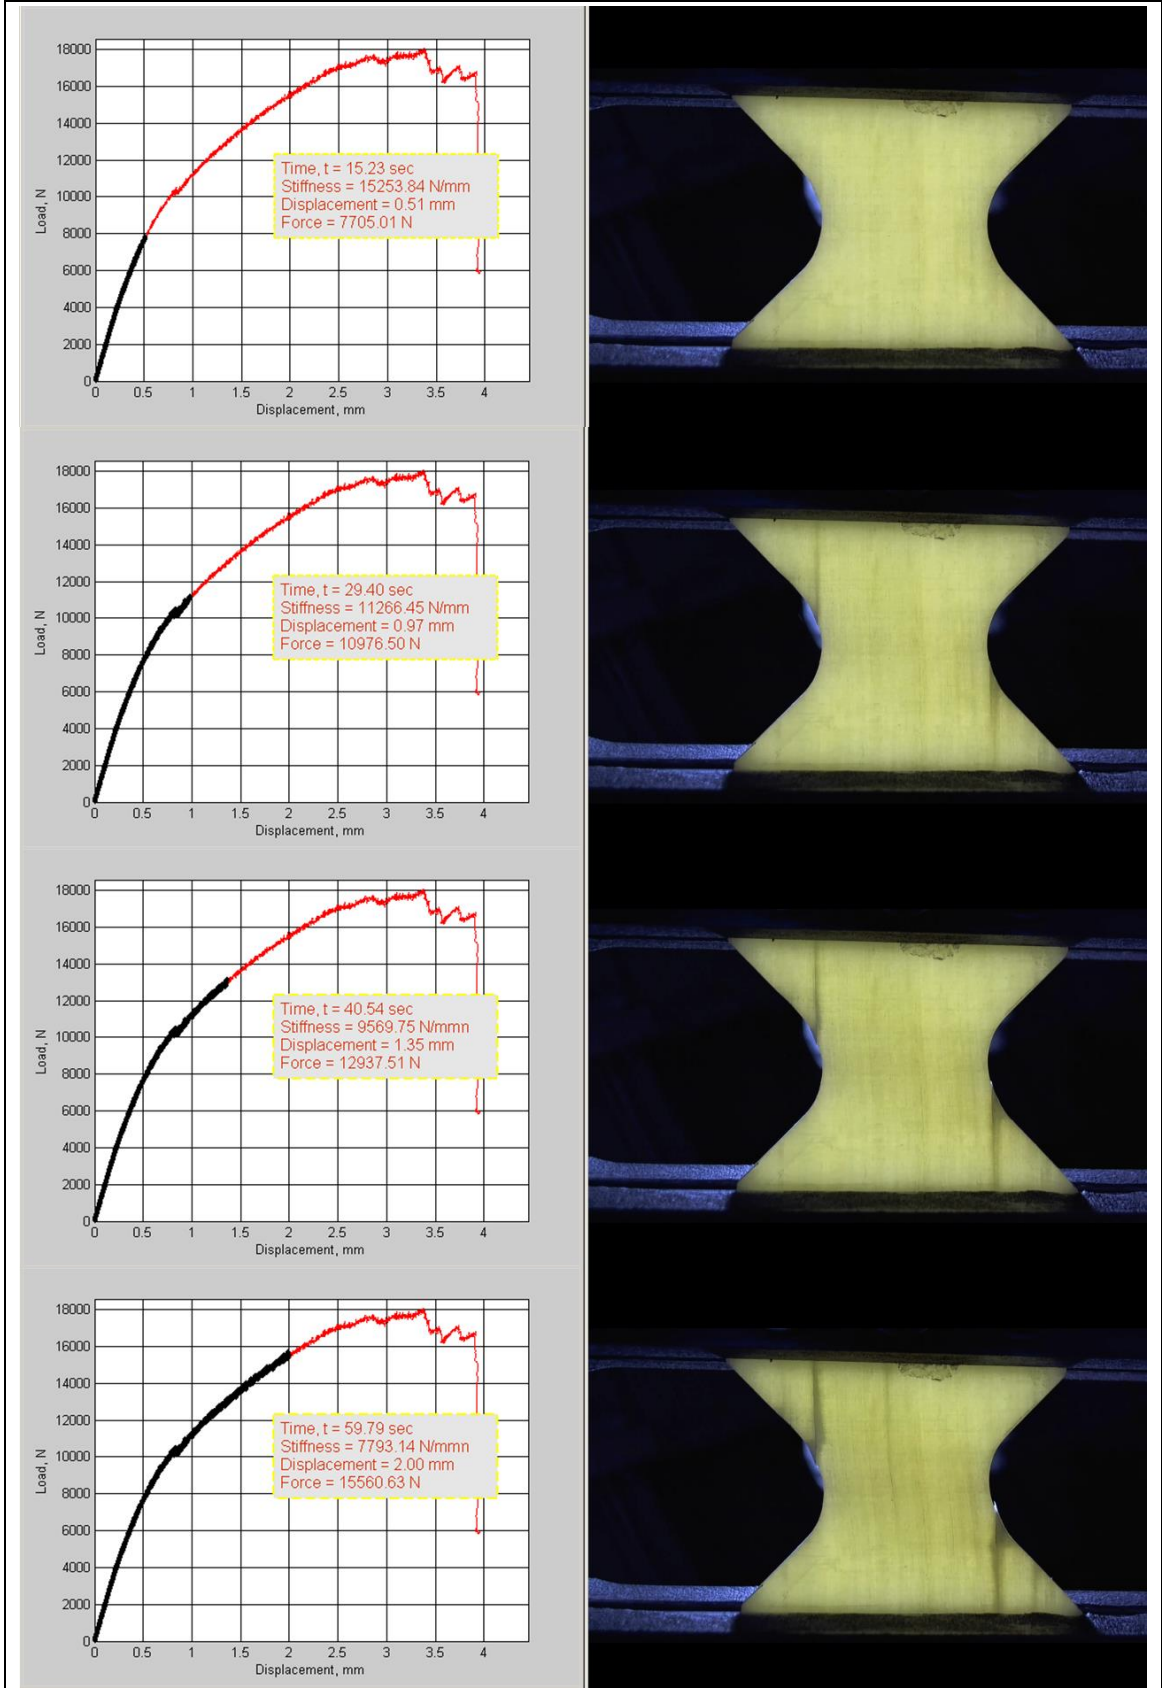 18000
16000
14000
12000
10000
8000
6000
4000
2000
0
Load, N
Time, t = 15.23 sec
Stiffness = 15253.84 N/mm
Displacement = 0.51 mm
Force = 7705.01 N
0 0.5 1 1.5 2 2.5 3 3.5 4
Displacement, mm
18000
16000
14000
12000
10000
8000
6000
4000
2000
0
Load, N
Time, t = 29.40 sec
Stiffness = 11266.45 N/mm
Displacement = 0.97 mm
Force = 10976.50 N
0 0.5 1 1.5 2 2.5 3 3.5 4
Displacement, mm
18000
16000
14000
12000
10000
8000
6000
4000
2000
0
Load, N
Time, t = 40.54 sec
Stiffness = 9569.75 N/mmn
Displacement = 1.35 mm
Force = 12937.51 N
0 0.5 1 1.5 2 2.5 3 3.5 4
Displacement, mm
18000
16000
14000
12000
10000
8000
6000
4000
2000
0
Load, N
Time, t = 59.79 sec
Stiffness = 7793.14 N/mmn
Displacement = 2.00 mm
Force = 15560.63 N
0 0.5 1 1.5 2 2.5 3 3.5 4
Displacement, mm